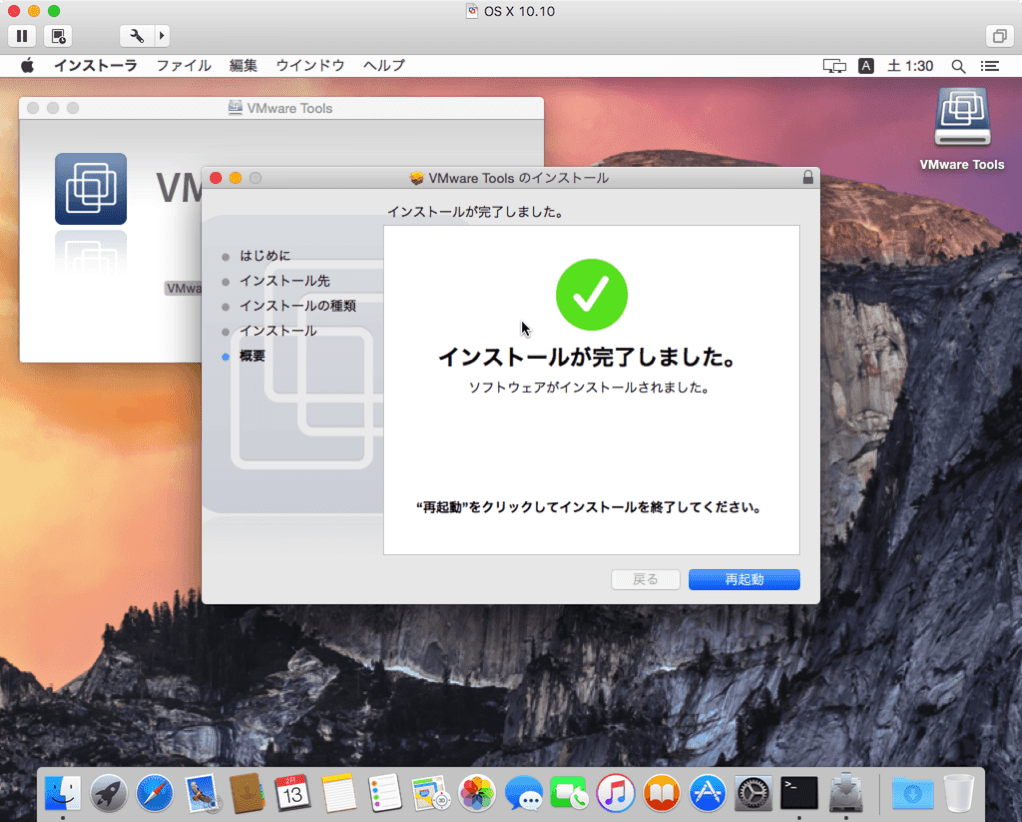 OS X 10.10
インストーラ ファイル 編集 ウインドウ ヘルプ
A 土 1:30
VMware Tools
VMware Tools
VMware Tools のインストール
インストールが完了しました。
はじめに
インストール先
インストールの種類
インストール
概要
インストールが完了しました。
ソフトウェアがインストールされました。
“再起動”をクリックしてインストールを終了してください。
戻る
再起動
2月
13